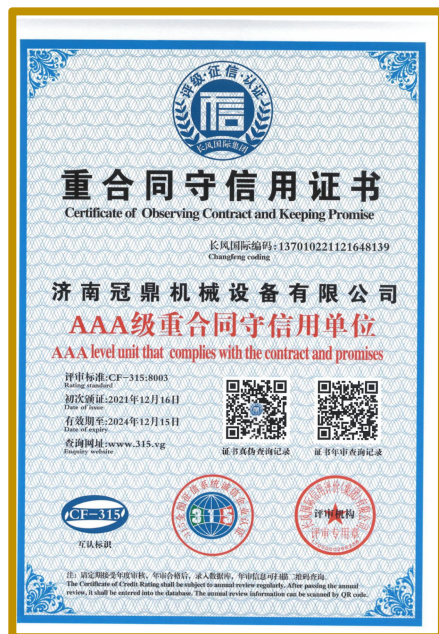 评级·征信·认证
信
长风国际集团
重合同守信用证书
Certificate of Observing Contract and Keeping Promise
长风国际编码:137010221121648139
Changfeng coding
济南冠鼎机械设备有限公司
AAA级重合同守信用单位
AAA level unit that complies with the contract and promises
评审标准:CF-315:8003
Rating standard
初次颁证:2021年12月16日
Date of issue
有效期至:2024年12月15日
Date of expiry
查询网址:www.315.vg
Enquiry website
证书真伪查询记录
证书年审查询记录
CF-315
互认标识
315
评审机构
注: 请定期接受年度审核, 年审合格后, 录入数据库, 年审信息可扫描二维码查询。
The Certificate of Credit Rating shall be subject to annual review regularly. After passing the annual
review, it shall be entered into the database. The annual review information can be scanned by QR code.